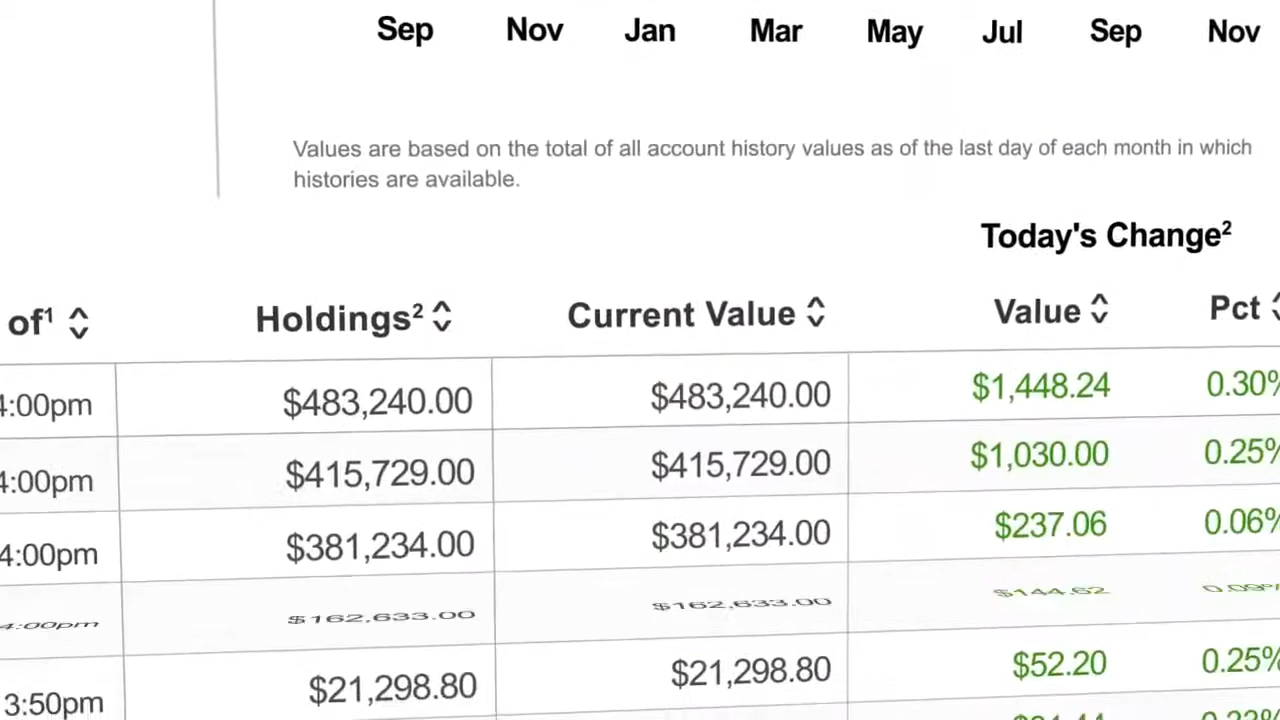 Sep Nov Jan Mar May Jul Sep Nov
Values are based on the total of all account history values as of the last day of each month in which
histories are available.
Today's Change²
of¹ Holdings² Current Value Value Pct
4:00pm $483,240.00 $483,240.00 $1,448.24 0.30%
4:00pm $415,729.00 $415,729.00 $1,030.00 0.25%
4:00pm $381,234.00 $381,234.00 $237.06 0.06%
4:00pm $162,633.00 $162,633.00 $144.62 0.09%
3:50pm $21,298.80 $21,298.80 $52.20 0.25%